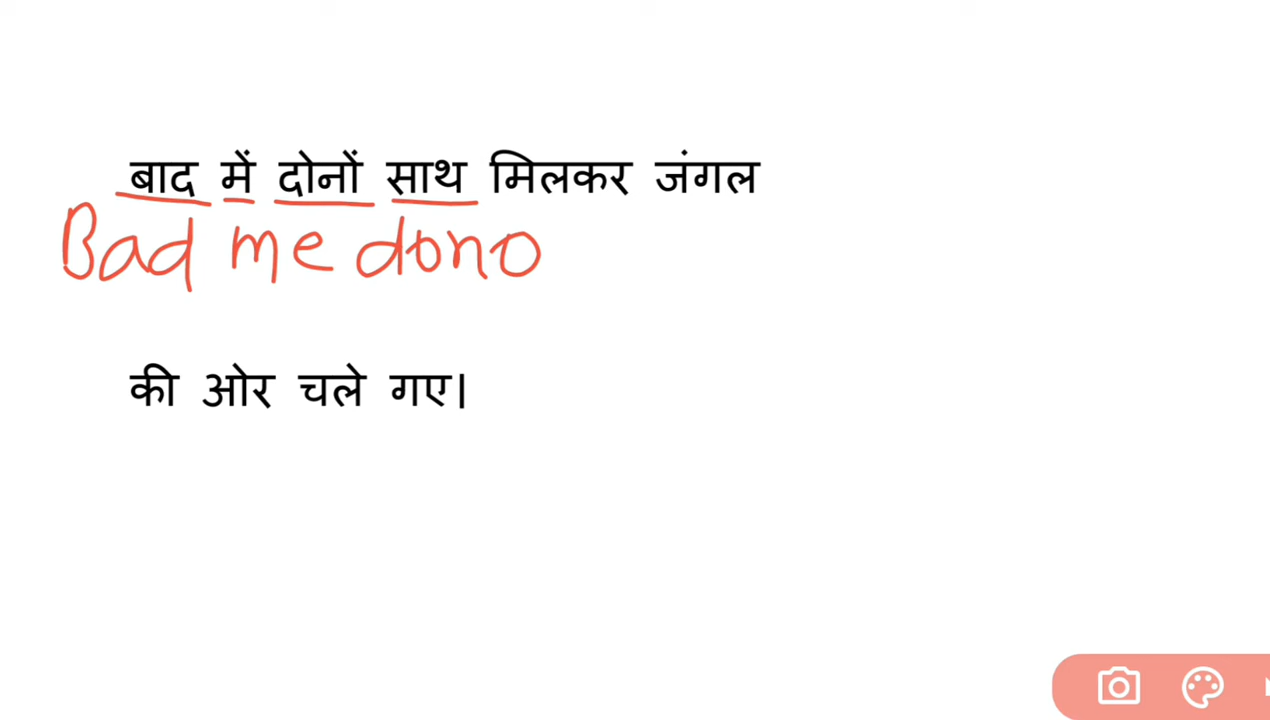 बाद में दोनों साथ मिलकर जंगल
Bad me dono
की ओर चले गए।